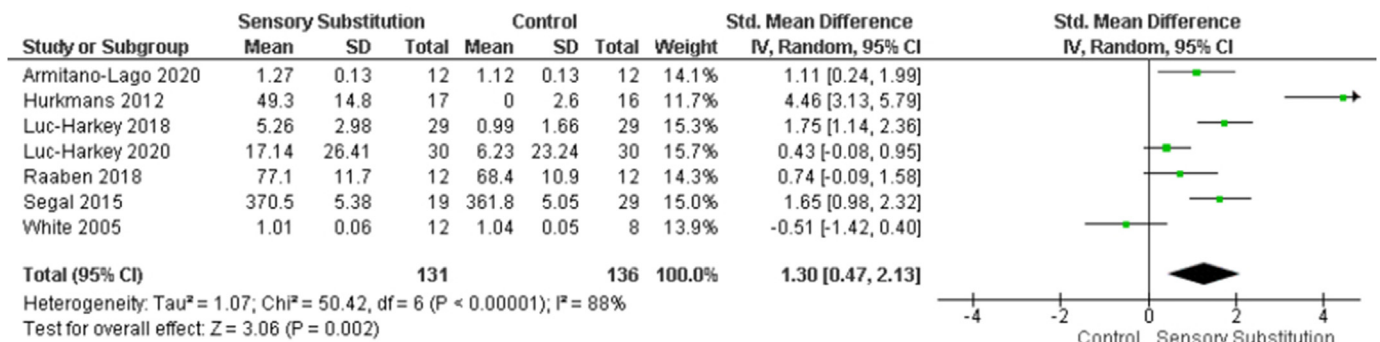 Sensory Substitution Control Std. Mean Difference Std. Mean Difference
Study or Subgroup Mean SD Total Mean SD Total Weight IV, Random, 95% CI IV, Random, 95% CI
Armitano-Lago 2020 1.27 0.13 12 1.12 0.13 12 14.1% 1.11 [0.24, 1.99]
Hurkmans 2012 49.3 14.8 17 0 2.6 16 11.7% 4.46 [3.13, 5.79]
Luc-Harkey 2018 5.26 2.98 29 0.99 1.66 29 15.3% 1.75 [1.14, 2.36]
Luc-Harkey 2020 17.14 26.41 30 6.23 23.24 30 15.7% 0.43 [-0.08, 0.95]
Raaben 2018 77.1 11.7 12 68.4 10.9 12 14.3% 0.74 [-0.09, 1.58]
Segal 2015 370.5 5.38 19 361.8 5.05 29 15.0% 1.65 [0.98, 2.32]
White 2005 1.01 0.06 12 1.04 0.05 8 13.9% -0.51 [-1.42, 0.40]
Total (95% CI) 131 136 100.0% 1.30 [0.47, 2.13]
Heterogeneity: Tau² = 1.07; Chi² = 50.42, df = 6 (P < 0.00001); I² = 88%
Test for overall effect: Z = 3.06 (P = 0.002)
-4 -2 0 2 4
Control Sensory Substitution